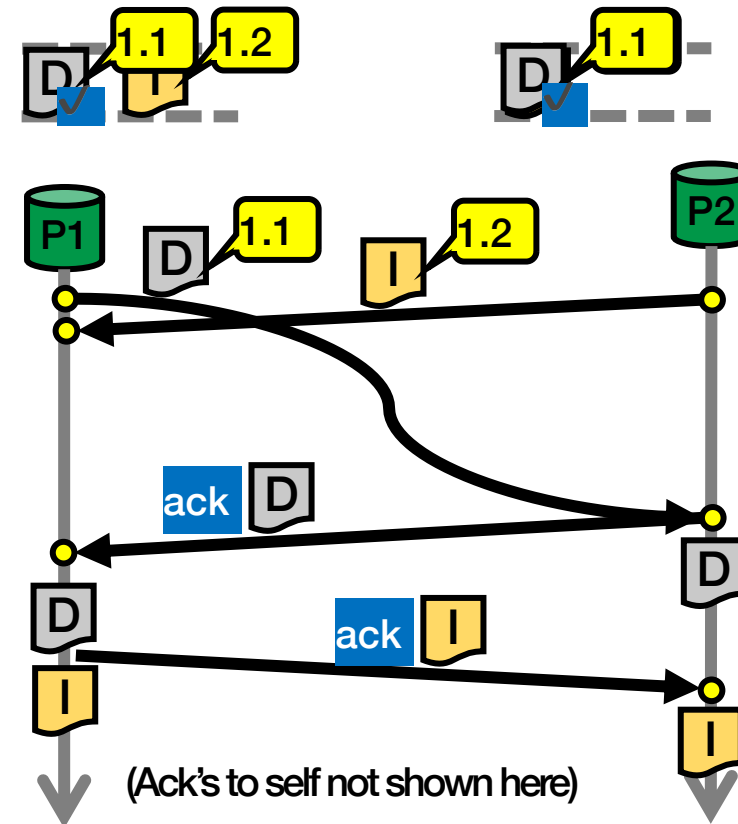 1.1 1.2 1.1
D I D
P1 P2
1.1 1.2
D I
ack D
D
D
ack I
I
I
(Ack's to self not shown here)